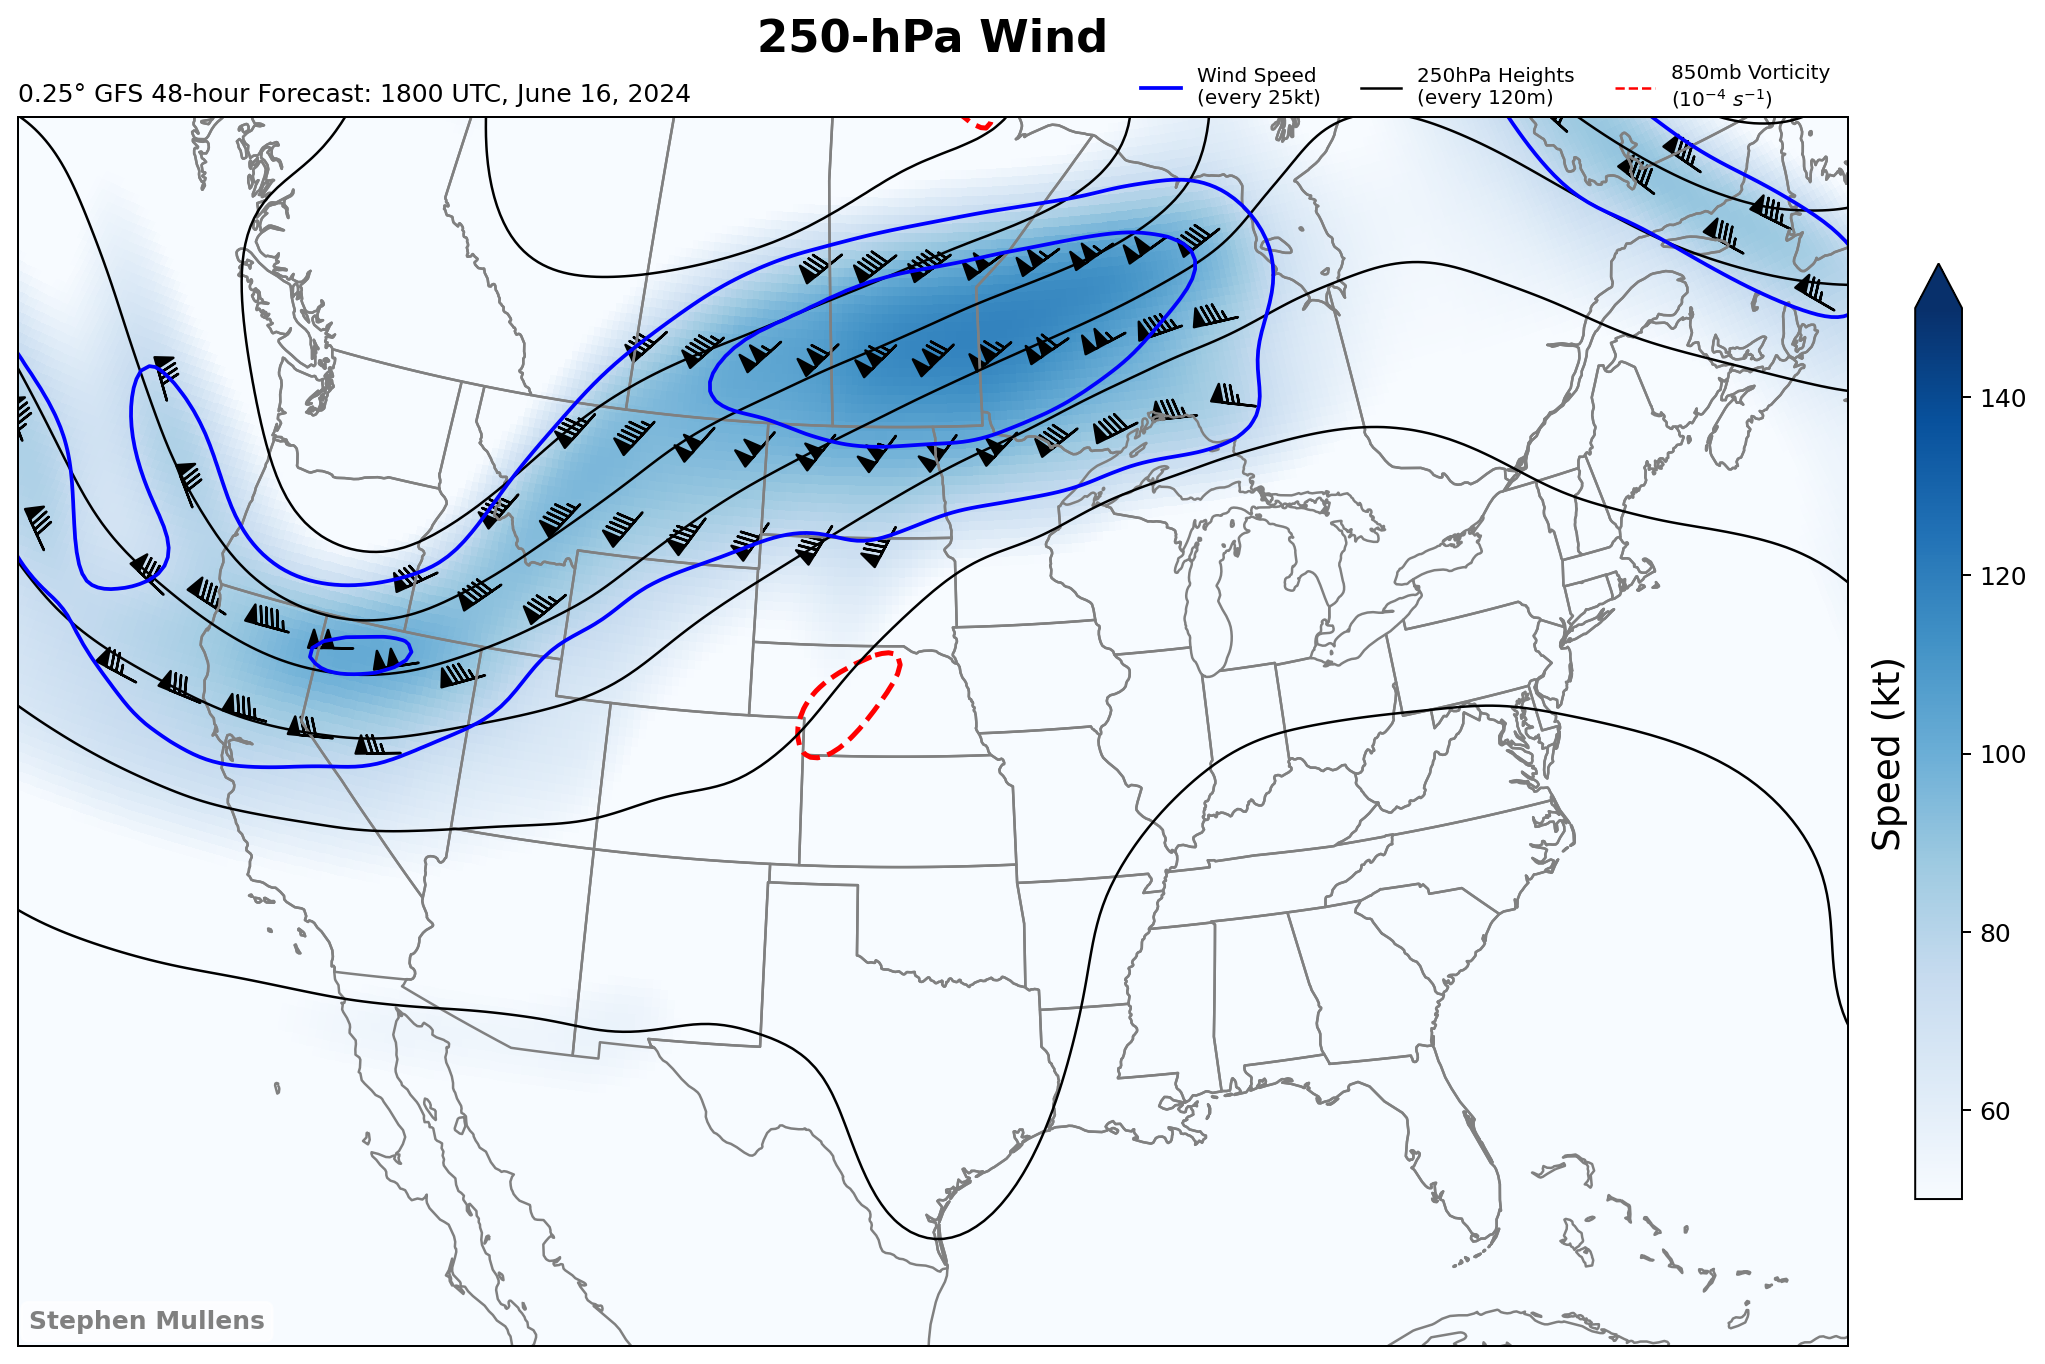 250-hPa Wind
0.25° GFS 48-hour Forecast: 1800 UTC, June 16, 2024
Wind Speed
(every 25kt)
250hPa Heights
(every 120m)
850mb Vorticity
(10⁻⁴ s⁻¹)
140
120
100
80
60
Speed (kt)
Stephen Mullens